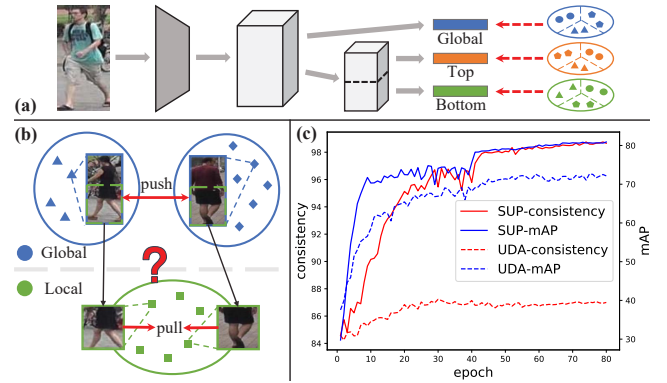 Global
Top
Bottom
(a)
(b)
push
Global
?
Local
pull
(c)
consistency
98
96
94
92
90
88
86
84
80
70
60
50
40
30
mAP
SUP-consistency
SUP-mAP
UDA-consistency
UDA-mAP
0 10 20 30 40 50 60 70 80
epoch